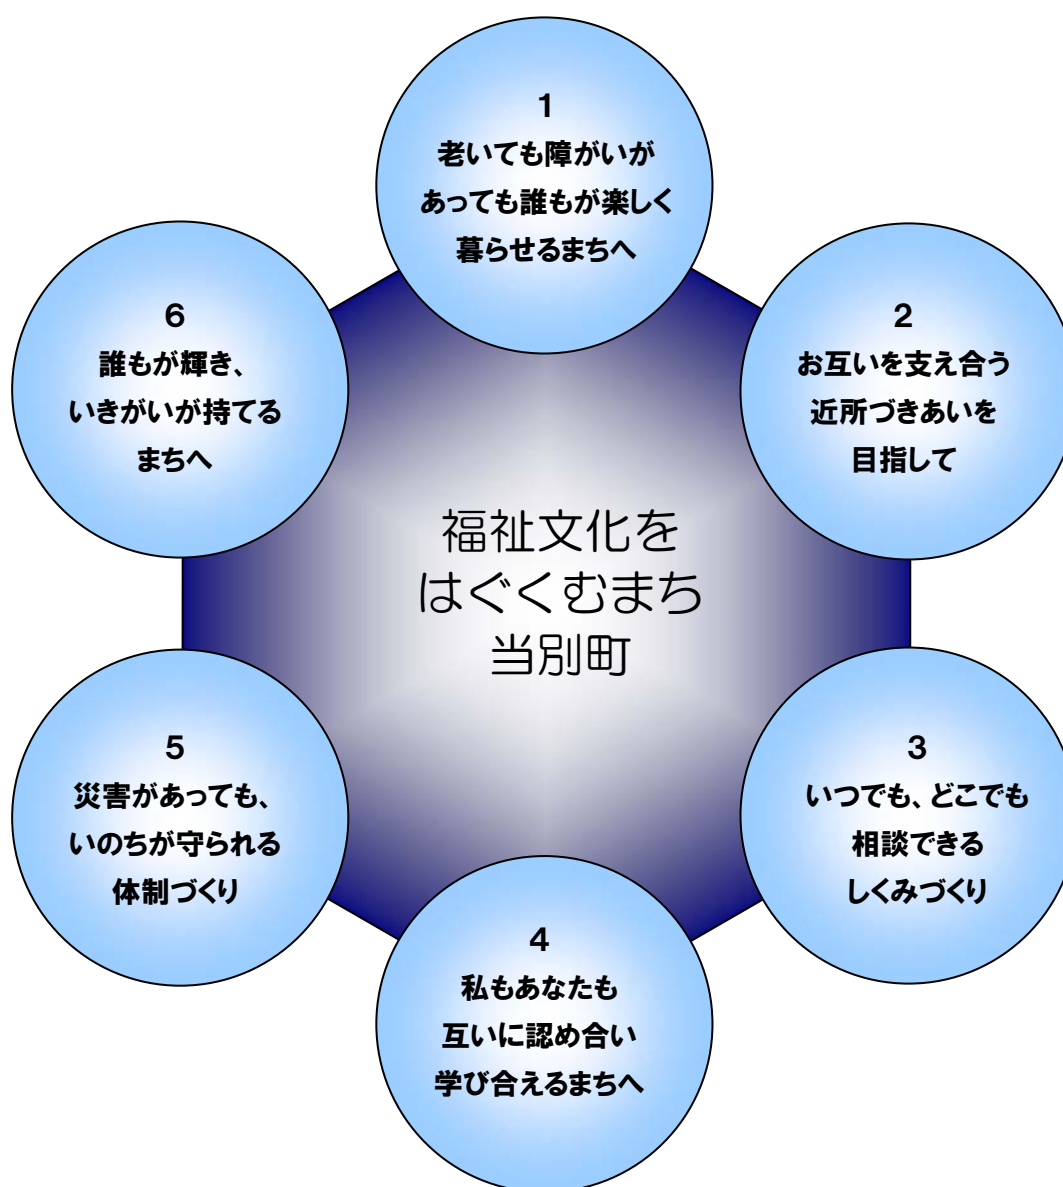 1
老いても障がいが
あっても誰もが楽しく
暮らせるまちへ
2
お互いを支え合う
近所づきあいを
目指して
3
いつでも、どこでも
相談できる
しくみづくり
4
私もあなたも
互いに認め合い
学び合えるまちへ
5
災害があっても、
いのちが守られる
体制づくり
6
誰もが輝き、
いきがいが持てる
まちへ
福祉文化を
はぐくむまち
当別町